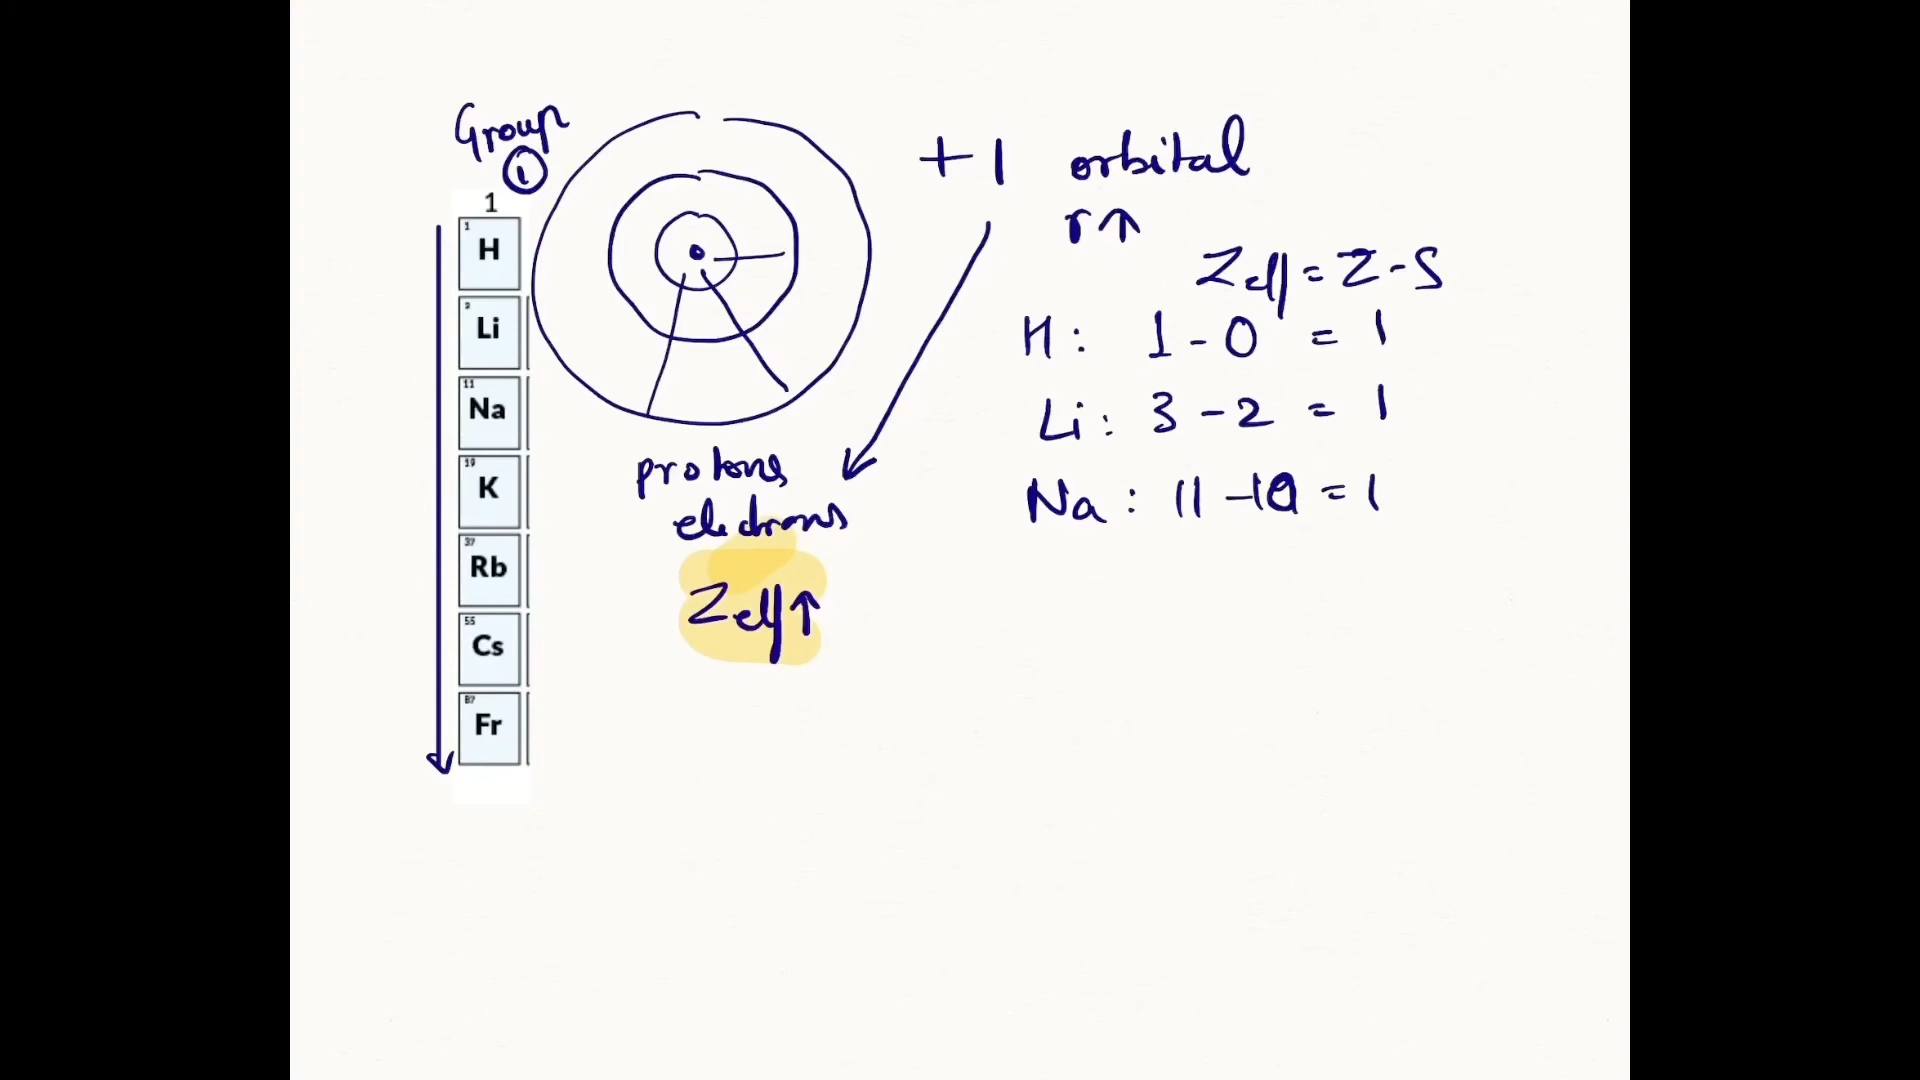 Group
1
1
1
H
3
Li
11
Na
19
K
37
Rb
55
Cs
87
Fr
protons
electrons
Zeff↑
+1 orbital
r↑
Zeff = Z - S
H: 1 - 0 = 1
Li: 3 - 2 = 1
Na: 11 - 10 = 1